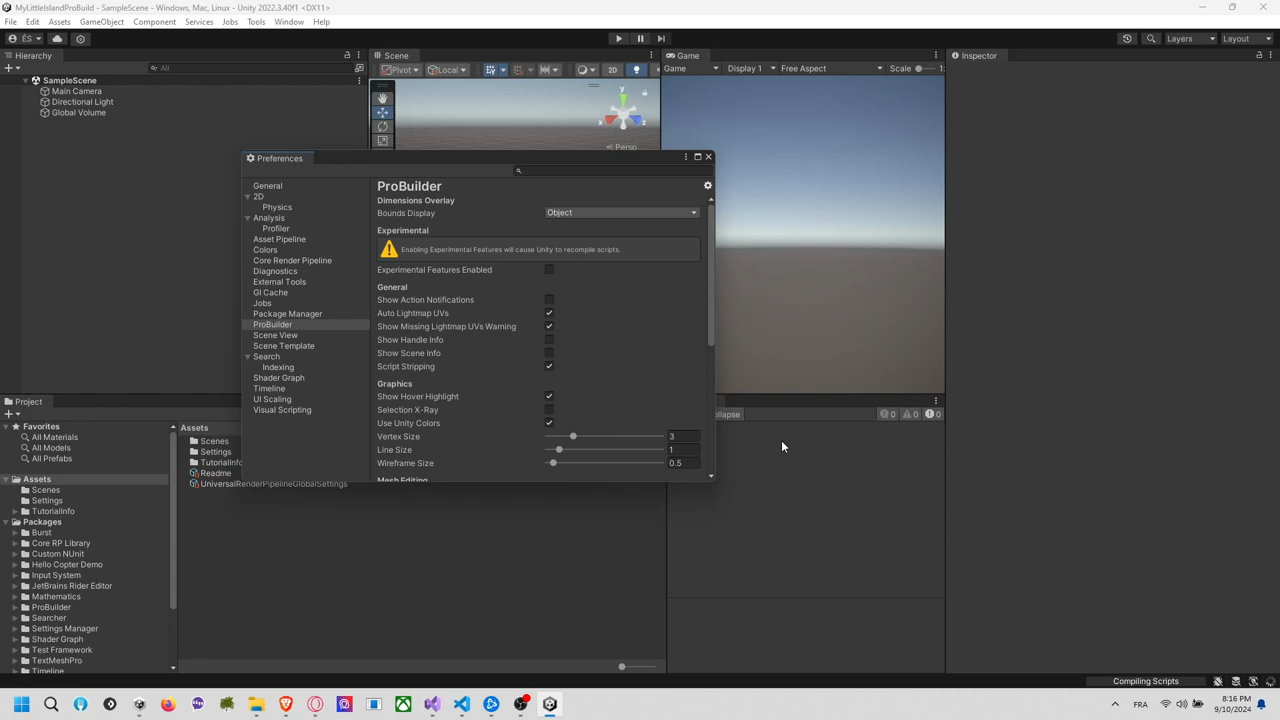 MyLittleIslandProBuild - SampleScene - Windows, Mac, Linux - Unity 2022.3.40f1 <DX11>
File Edit Assets GameObject Component Services Jobs Tools Window Help
ÉS Layers Layout
Hierarchy
All
SampleScene
Main Camera
Directional Light
Global Volume
Scene
Pivot Local 2D
Persp
Game
Game Display 1 Free Aspect Scale 1:
Inspector
Preferences
General
2D
Physics
Analysis
Profiler
Asset Pipeline
Colors
Core Render Pipeline
Diagnostics
External Tools
GI Cache
Jobs
Package Manager
ProBuilder
Scene View
Scene Template
Search
Indexing
Shader Graph
Timeline
UI Scaling
Visual Scripting
ProBuilder
Dimensions Overlay
Bounds Display Object
Experimental
Enabling Experimental Features will cause Unity to recompile scripts.
Experimental Features Enabled
General
Show Action Notifications
Auto Lightmap UVs
Show Missing Lightmap UVs Warning
Show Handle Info
Show Scene Info
Script Stripping
Graphics
Show Hover Highlight
Selection X-Ray
Use Unity Colors
Vertex Size 3
Line Size 1
Wireframe Size 0.5
Mesh Editing
Project
Favorites
All Materials
All Models
All Prefabs
Assets
Scenes
Settings
TutorialInfo
Packages
Burst
Core RP Library
Custom NUnit
Hello Copter Demo
Input System
JetBrains Rider Editor
Mathematics
ProBuilder
Searcher
Settings Manager
Shader Graph
Test Framework
TextMeshPro
Timeline
Assets
Scenes
Settings
TutorialInfo
Readme
UniversalRenderPipelineGlobalSettings
ollapse 0 0 0
Compiling Scripts
FRA 8:16 PM
9/10/2024